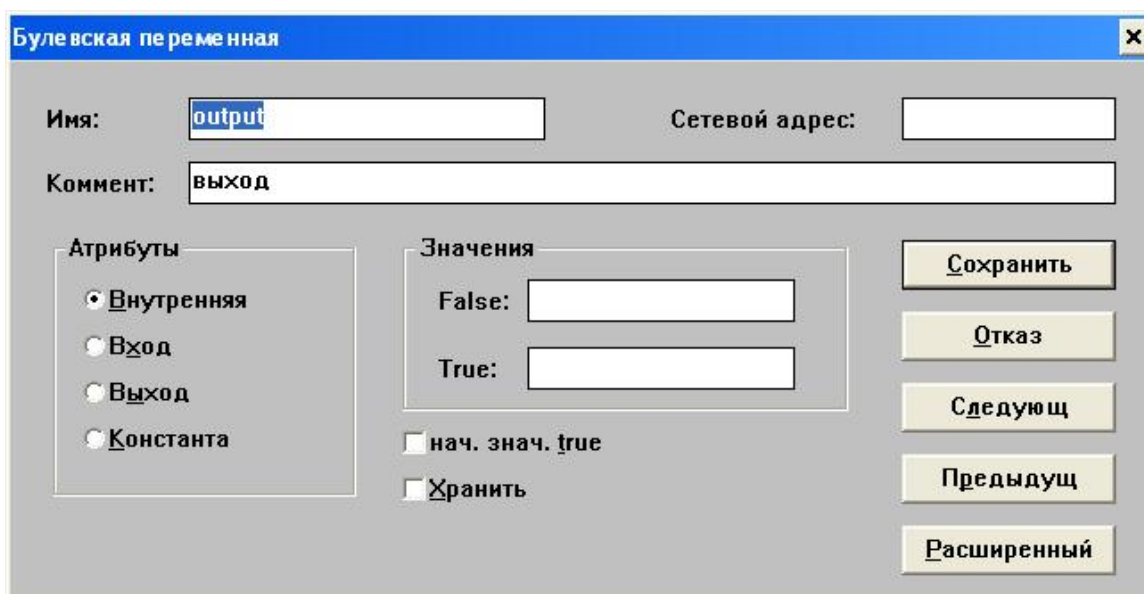 Булевская переменная
Имя: output Сетевой адрес:
Коммент: выход
Атрибуты
Внутренняя
Вход
Выход
Константа
Значения
False:
True:
нач. знач. true
Хранить
Сохранить
Отказ
Следующ
Предыдущ
Расширенный